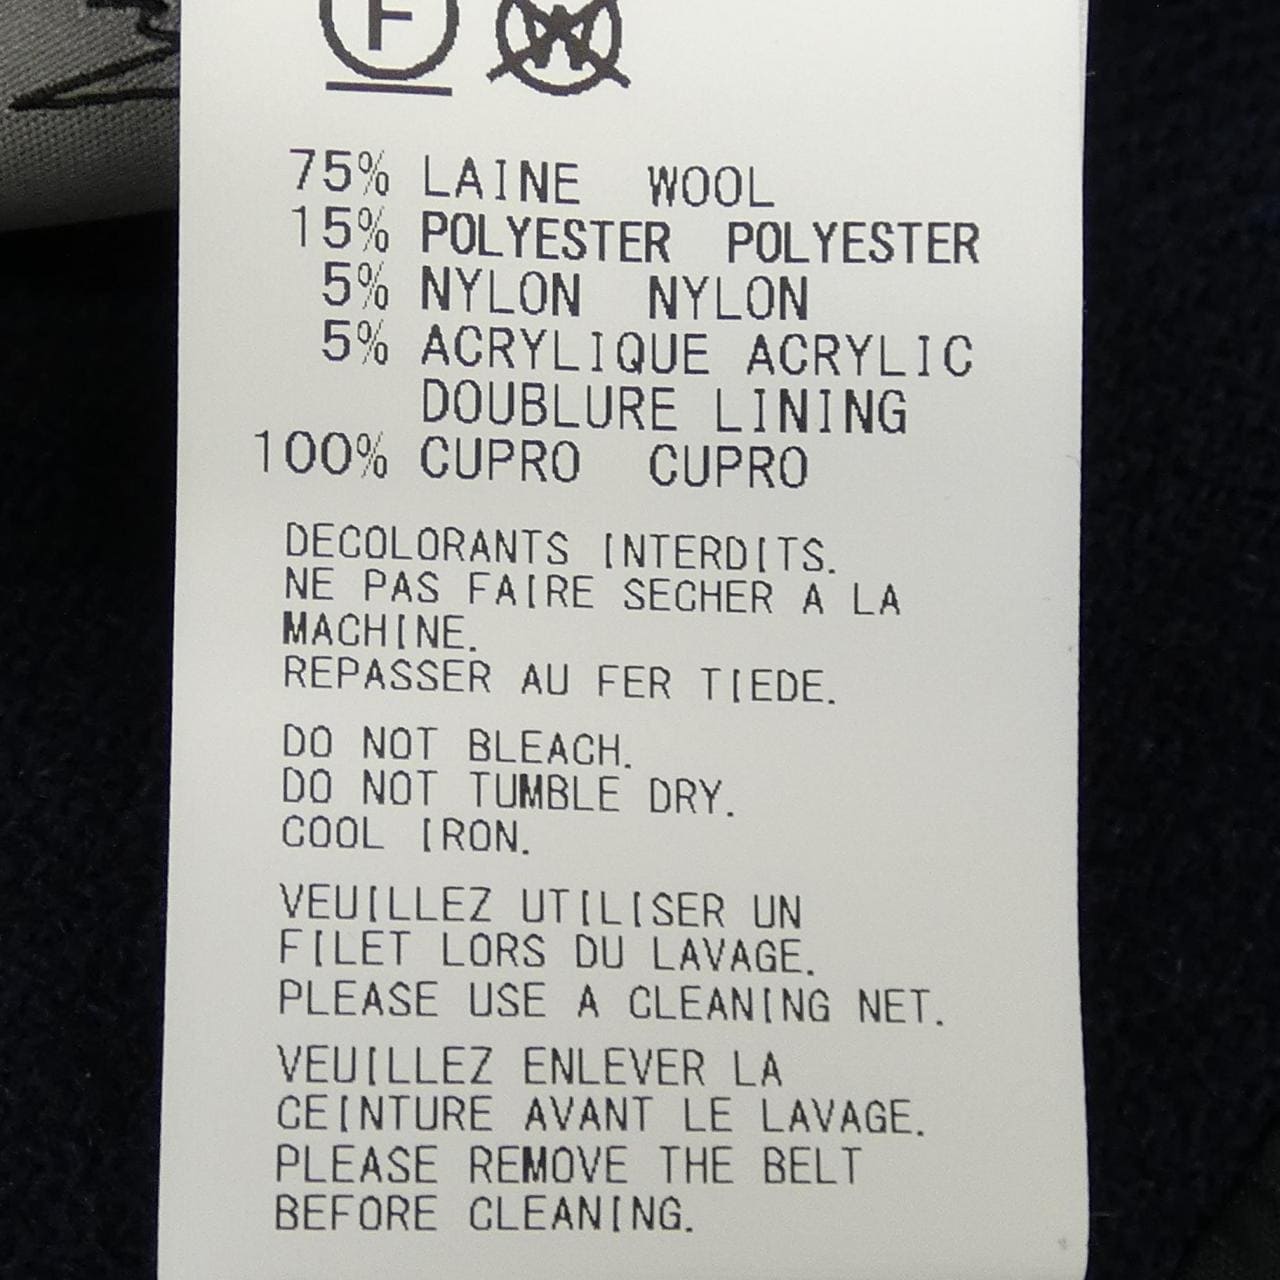 F W
75% LAINE WOOL
15% POLYESTER POLYESTER
5% NYLON NYLON
5% ACRYLIQUE ACRYLIC
DOUBLURE LINING
100% CUPRO CUPRO
DECOLORANTS INTERDITS.
NE PAS FAIRE SECHER A LA
MACHINE.
REPASSER AU FER TIEDE.
DO NOT BLEACH.
DO NOT TUMBLE DRY.
COOL IRON.
VEUILLEZ UTILISER UN
FILET LORS DU LAVAGE.
PLEASE USE A CLEANING NET.
VEUILLEZ ENLEVER LA
CEINTURE AVANT LE LAVAGE.
PLEASE REMOVE THE BELT
BEFORE CLEANING.